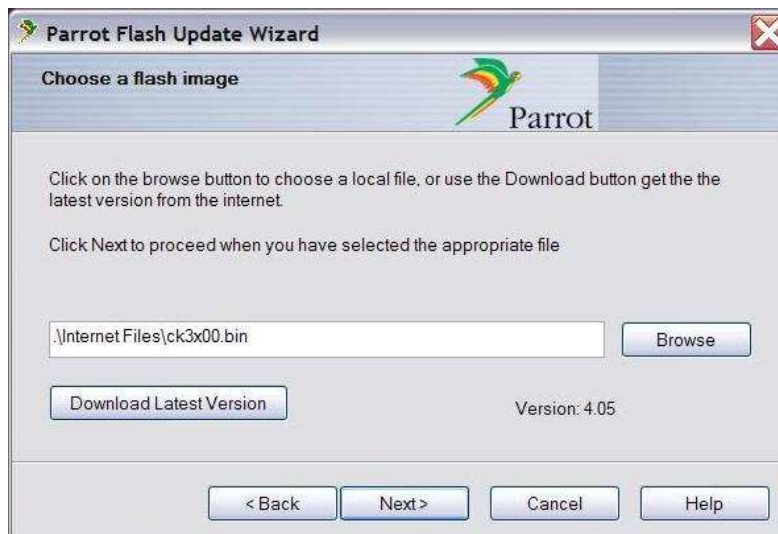 Parrot Flash Update Wizard
Choose a flash image
Parrot
Click on the browse button to choose a local file, or use the Download button get the the
latest version from the internet.
Click Next to proceed when you have selected the appropriate file
.\Internet Files\ck3x00.bin
Browse
Download Latest Version
Version: 4.05
< Back
Next >
Cancel
Help